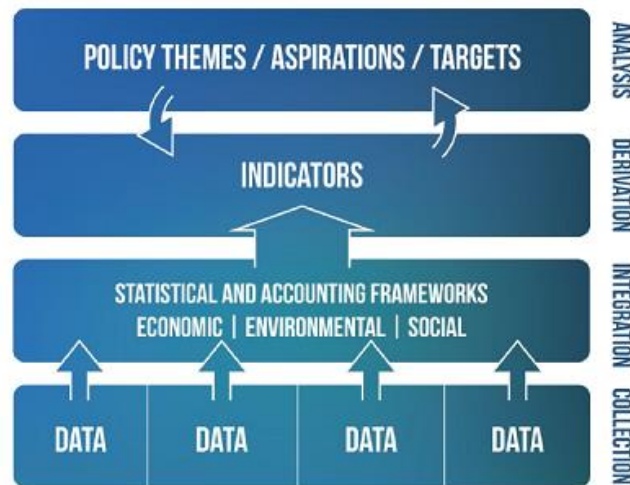 POLICY THEMES / ASPIRATIONS / TARGETS
ANALYSIS
INDICATORS
DERIVATION
STATISTICAL AND ACCOUNTING FRAMEWORKS
ECONOMIC | ENVIRONMENTAL | SOCIAL
INTEGRATION
DATA
DATA
DATA
DATA
COLLECTION